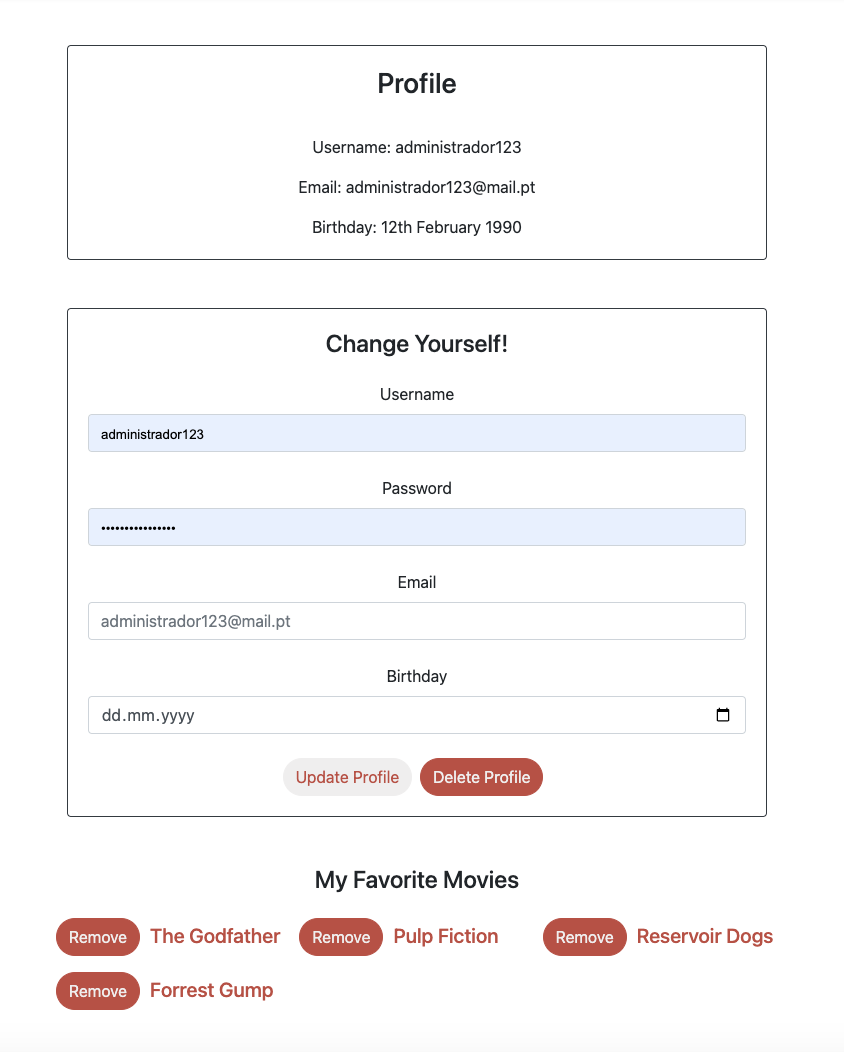 Profile
Username: administrador123
Email: administrador123@mail.pt
Birthday: 12th February 1990
Change Yourself!
Username
administrador123
Password
••••••••••••••••
Email
administrador123@mail.pt
Birthday
dd.mm.yyyy
Update Profile Delete Profile
My Favorite Movies
Remove The Godfather Remove Pulp Fiction Remove Reservoir Dogs
Remove Forrest Gump